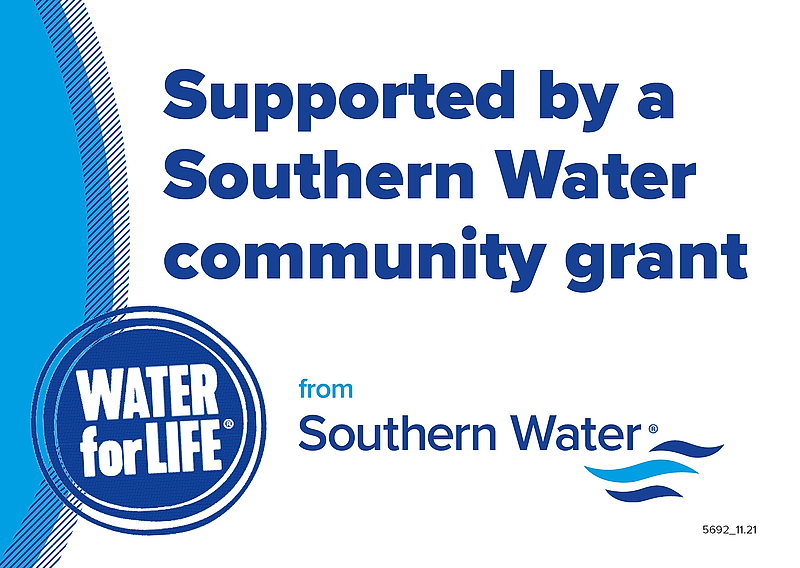 Supported by a
Southern Water
community grant
WATER
for LIFE®
from
Southern Water®
5692_11.21